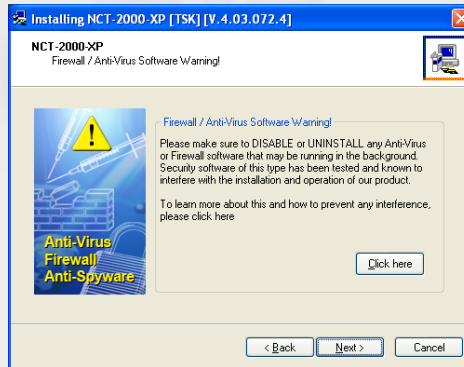 Installing NCT-2000-XP [TSK] [V.4.03.072.4]
NCT-2000-XP
Firewall / Anti-Virus Software Warning!
Firewall / Anti-Virus Software Warning!
Please make sure to DISABLE or UNINSTALL any Anti-Virus
or Firewall software that may be running in the background.
Security software of this type has been tested and known to
interfere with the installation and operation of our product.
To learn more about this and how to prevent any interference,
please click here
Anti-Virus
Firewall
Anti-Spyware
Click here
< Back
Next >
Cancel